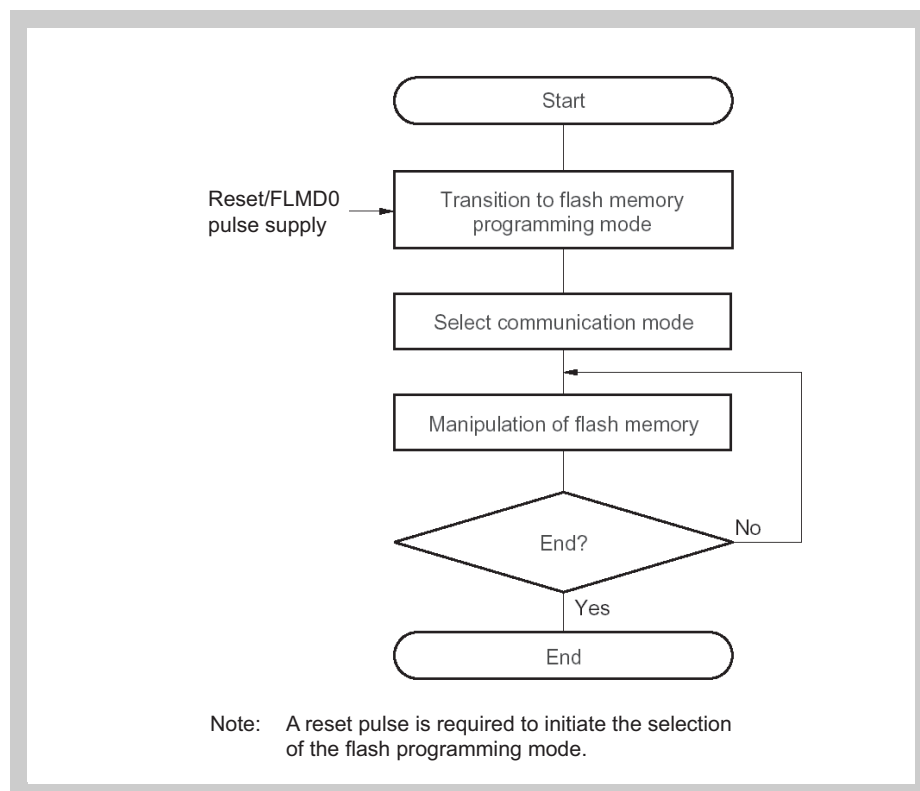 Start
Reset/FLMD0
pulse supply
Transition to flash memory
programming mode
Select communication mode
Manipulation of flash memory
No
End?
Yes
End
Note: A reset pulse is required to initiate the selection
of the flash programming mode.